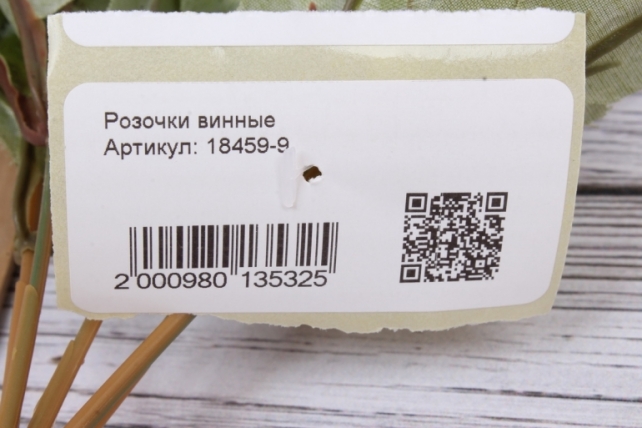 Розочки винные
Артикул: 18459-9
2 000980 135325